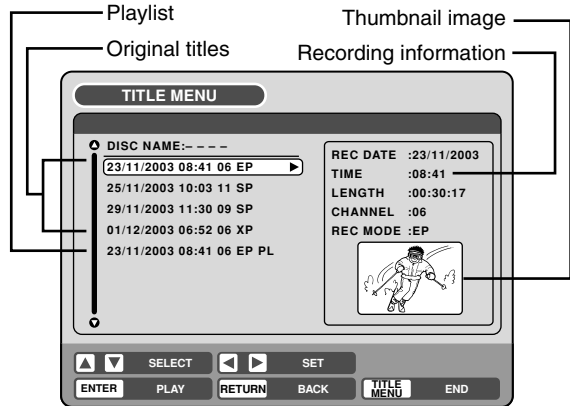 Playlist
Thumbnail image
Original titles
Recording information
TITLE MENU
DISC NAME:– – – –
23/11/2003 08:41 06 EP
25/11/2003 10:03 11 SP
29/11/2003 11:30 09 SP
01/12/2003 06:52 06 XP
23/11/2003 08:41 06 EP PL
REC DATE :23/11/2003
TIME :08:41
LENGTH :00:30:17
CHANNEL :06
REC MODE :EP
SELECT SET
ENTER PLAY RETURN BACK TITLE MENU END